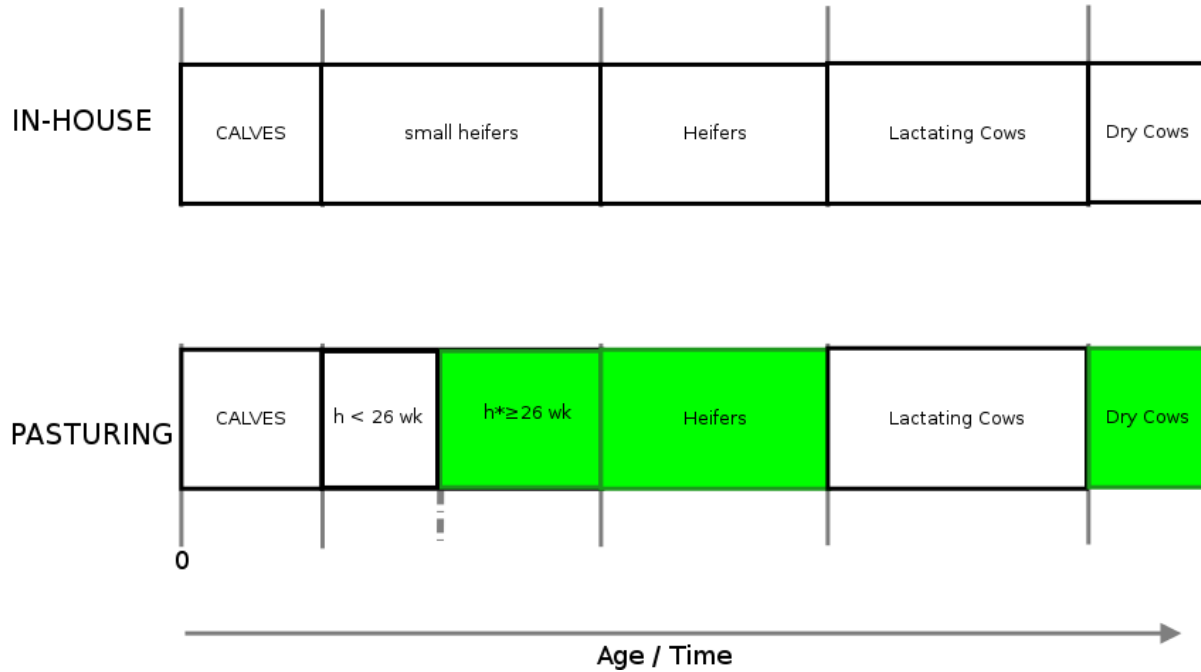 IN-HOUSE
CALVES
small heifers
Heifers
Lactating Cows
Dry Cows
PASTURING
CALVES
h < 26 wk
h*≥26 wk
Heifers
Lactating Cows
Dry Cows
0
Age / Time